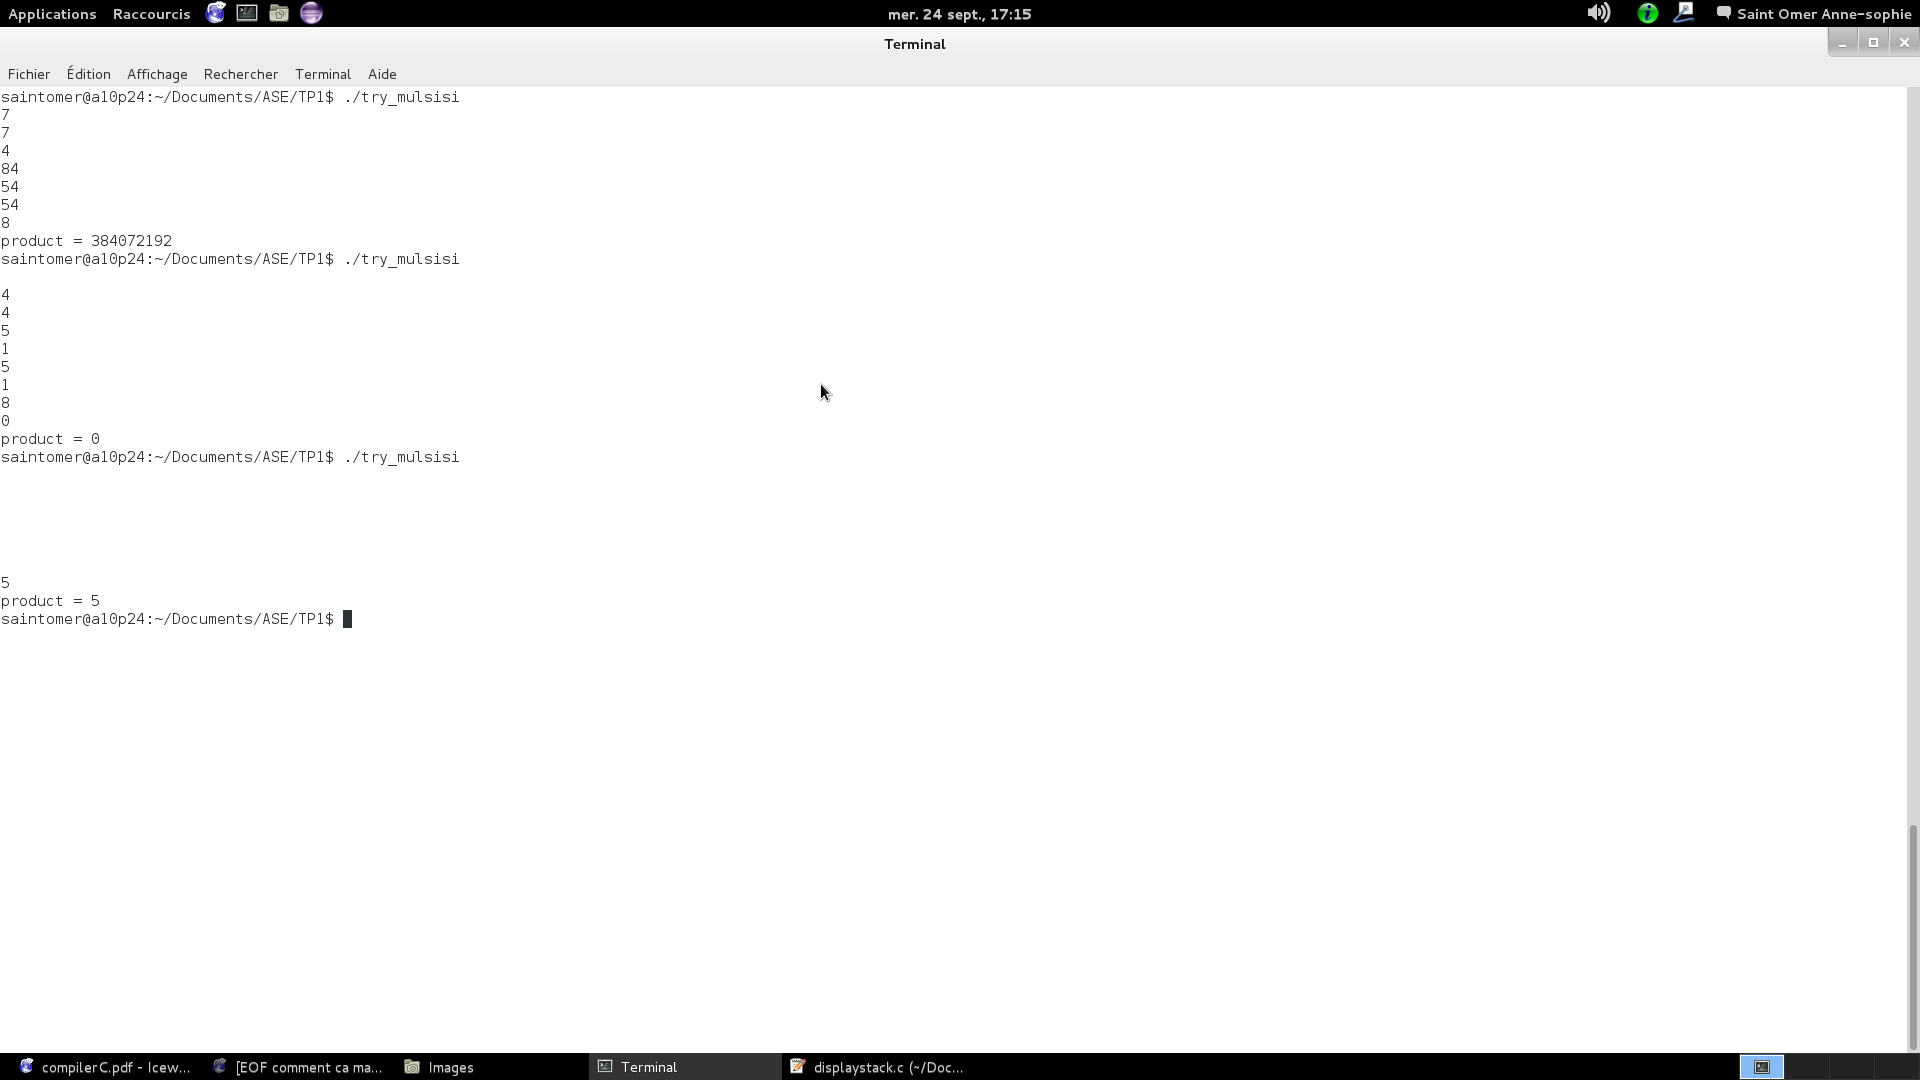 Applications Raccourcis mer. 24 sept., 17:15 Saint Omer Anne-sophie
Terminal
Fichier Édition Affichage Rechercher Terminal Aide
saintomer@a10p24:~/Documents/ASE/TP1$ ./try_mulsisi
7
7
4
84
54
54
8
product = 384072192
saintomer@a10p24:~/Documents/ASE/TP1$ ./try_mulsisi
4
4
5
1
5
1
8
0
product = 0
saintomer@a10p24:~/Documents/ASE/TP1$ ./try_mulsisi
5
product = 5
saintomer@a10p24:~/Documents/ASE/TP1$
compilerC.pdf - Icew... [EOF comment ca ma... Images Terminal displaystack.c (~/Doc...